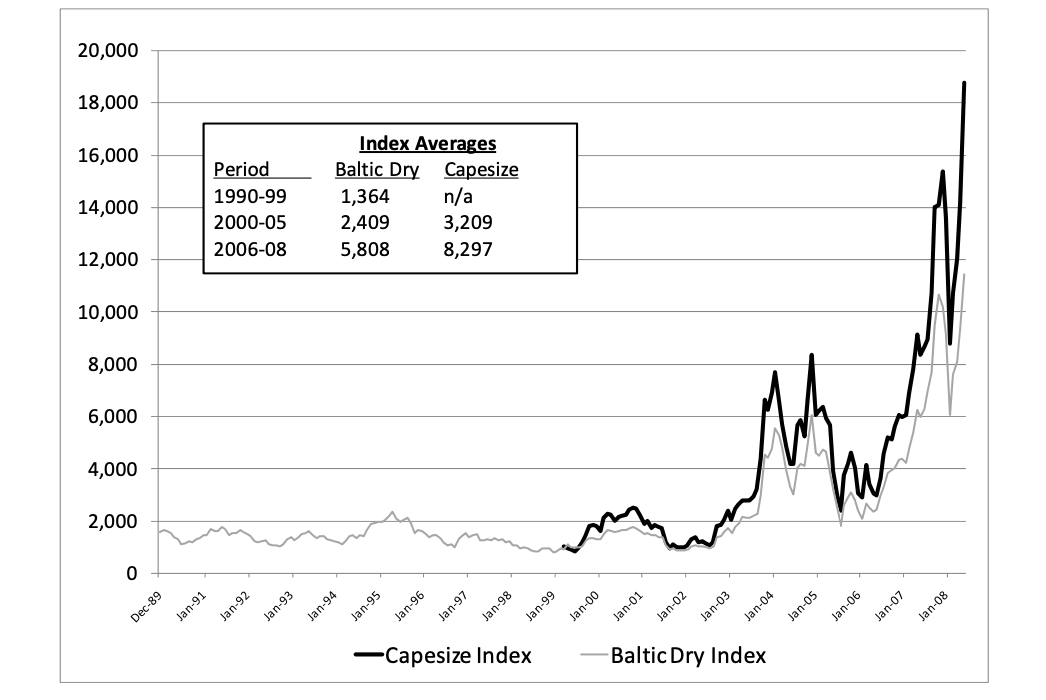 20,000
18,000
16,000
14,000
12,000
10,000
8,000
6,000
4,000
2,000
0
Index Averages
Period Baltic Dry Capesize
1990-99 1,364 n/a
2000-05 2,409 3,209
2006-08 5,808 8,297
Dec-89 Jan-91 Jan-92 Jan-93 Jan-94 Jan-95 Jan-96 Jan-97 Jan-98 Jan-99 Jan-00 Jan-01 Jan-02 Jan-03 Jan-04 Jan-05 Jan-06 Jan-07 Jan-08
Capesize Index Baltic Dry Index